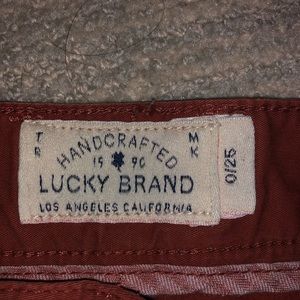 HANDCRAFTED
TR MK
19 90
LUCKY BRAND
LOS ANGELES CALIFORNIA
0/25